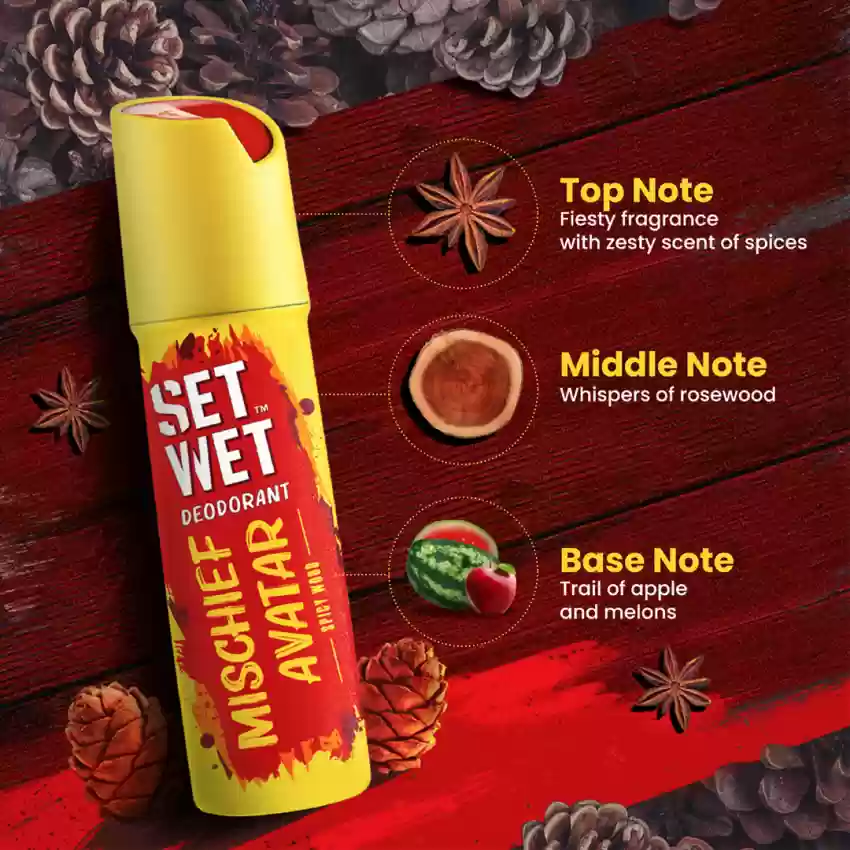 SET
WET
™
DEODORANT
MISCHIEF
AVATAR
SPICY WOOD
Top Note
Fiesty fragrance
with zesty scent of spices
Middle Note
Whispers of rosewood
Base Note
Trail of apple
and melons